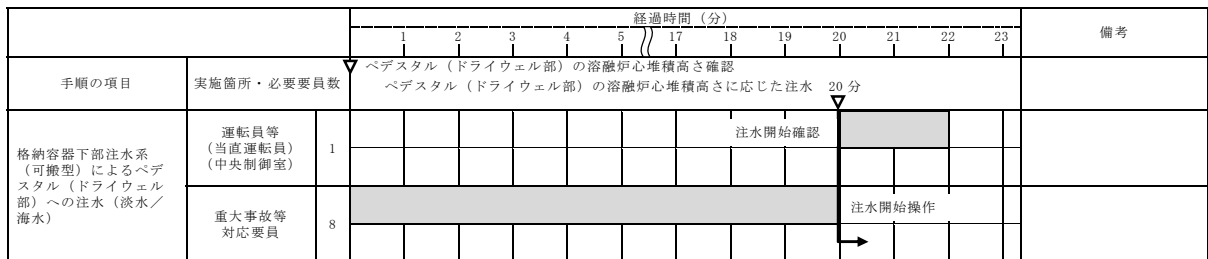 経過時間（分）
備考
1 2 3 4 5 17 18 19 20 21 22 23
手順の項目
実施箇所・必要要員数
ペデスタル（ドライウェル部）の溶融炉心堆積高さ確認
ペデスタル（ドライウェル部）の溶融炉心堆積高さに応じた注水 20 分
格納容器下部注水系
（可搬型）によるペデ
スタル（ドライウェル
部）への注水（淡水／
海水）
運転員等
（当直運転員）
（中央制御室）
1
注水開始確認
重大事故等
対応要員
8
注水開始操作